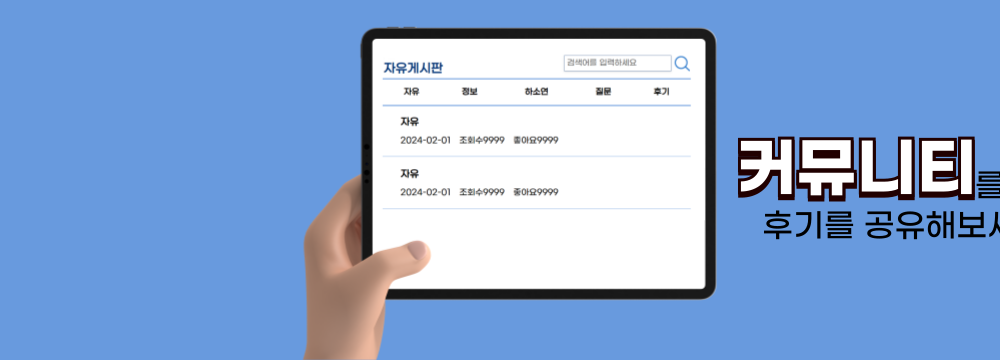 자유게시판
검색어를 입력하세요
자유 정보 하소연 질문 후기
자유
2024-02-01 조회수9999 좋아요9999
자유
2024-02-01 조회수9999 좋아요9999
커뮤니티를
후기를 공유해보